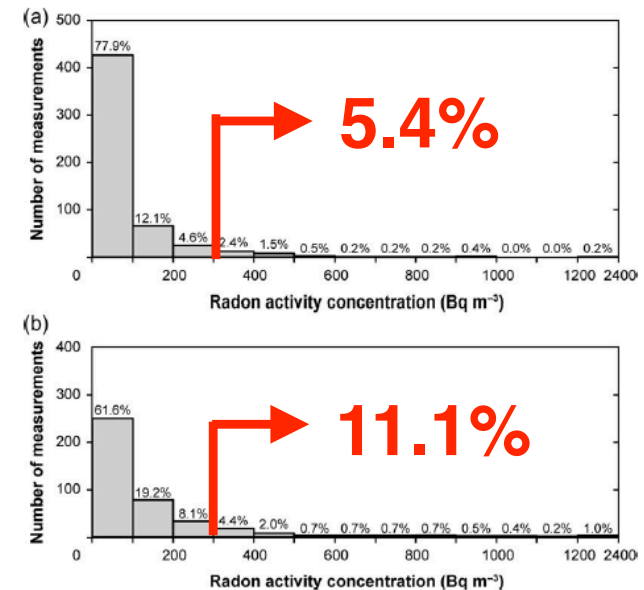 (a)
Number of measurements
500
400
300
200
100
77.9% 12.1% 4.6% 2.4% 1.5% 0.5% 0.2% 0.2% 0.2% 0.4% 0.0% 0.0% 0.2%
5.4%
0 200 400 600 800 1000 1200 2400
Radon activity concentration (Bq m⁻³)
(b)
Number of measurements
400
300
200
100
61.6% 19.2% 8.1% 4.4% 2.0% 0.7% 0.7% 0.7% 0.7% 0.5% 0.4% 0.2% 1.0%
11.1%
0 200 400 600 800 1000 1200 2400
Radon activity concentration (Bq m⁻³)